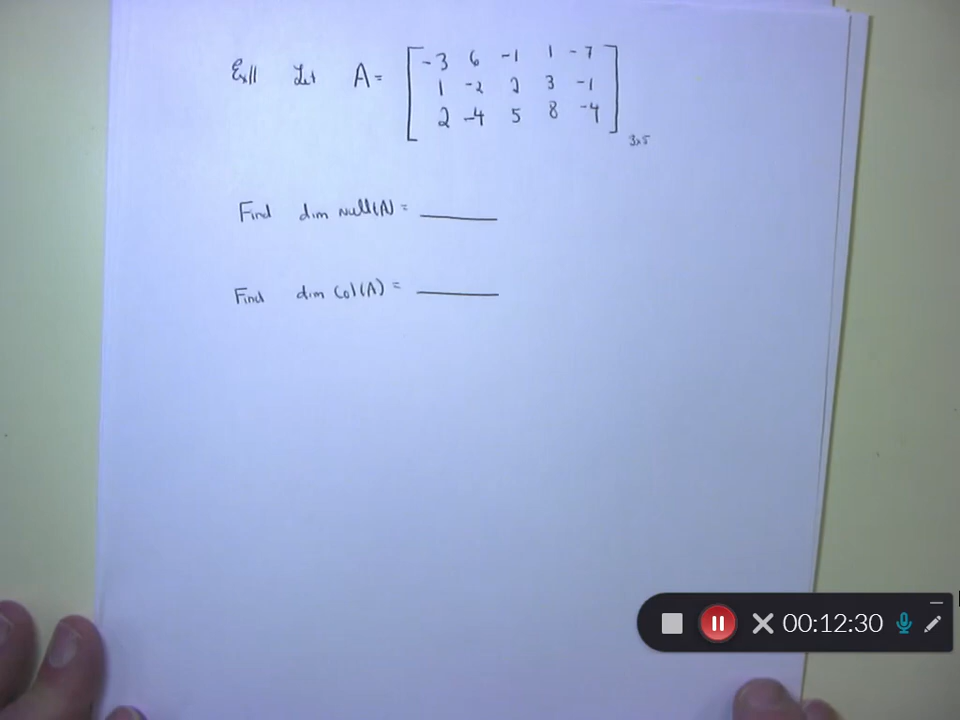 Ex// Let A = [ -3 6 -1 1 -7
1 -2 2 3 -1
2 -4 5 8 -4 ] 3x5
Find dim Null(A) = ______
Find dim Col(A) = ______
00:12:30